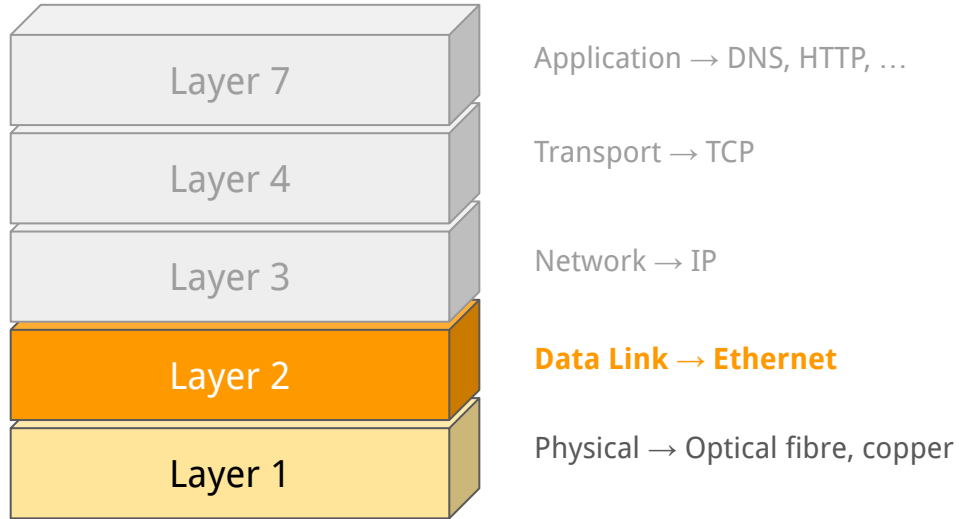 Layer 7
Application → DNS, HTTP, …
Layer 4
Transport → TCP
Layer 3
Network → IP
Layer 2
Data Link → Ethernet
Layer 1
Physical → Optical fibre, copper